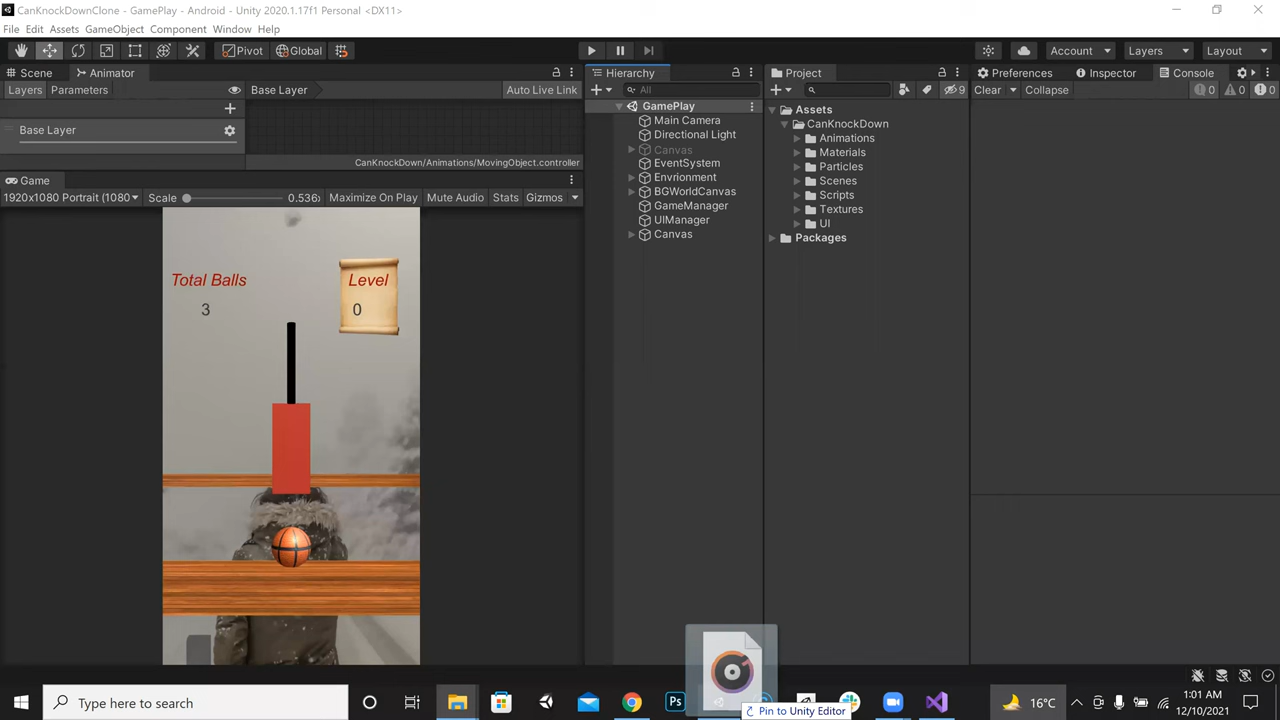 CanKnockDownClone - GamePlay - Android - Unity 2020.1.17f1 Personal <DX11>
File Edit Assets GameObject Component Window Help
Pivot Global Account Layers Layout
Scene Animator Hierarchy Project Preferences Inspector Console
Layers Parameters Base Layer Auto Live Link All 9 Clear Collapse 0 0 0
Base Layer
CanKnockDown/Animations/MovingObject.controller
Game
1920x1080 Portrait (1080 Scale 0.536x Maximize On Play Mute Audio Stats Gizmos
Total Balls
3
Level
0
GamePlay
Main Camera
Directional Light
Canvas
EventSystem
Envrionment
BGWorldCanvas
GameManager
UIManager
Canvas
Assets
CanKnockDown
Animations
Materials
Particles
Scenes
Scripts
Textures
UI
Packages
Type here to search
Ps
Pin to Unity Editor
16°C
1:01 AM
12/10/2021